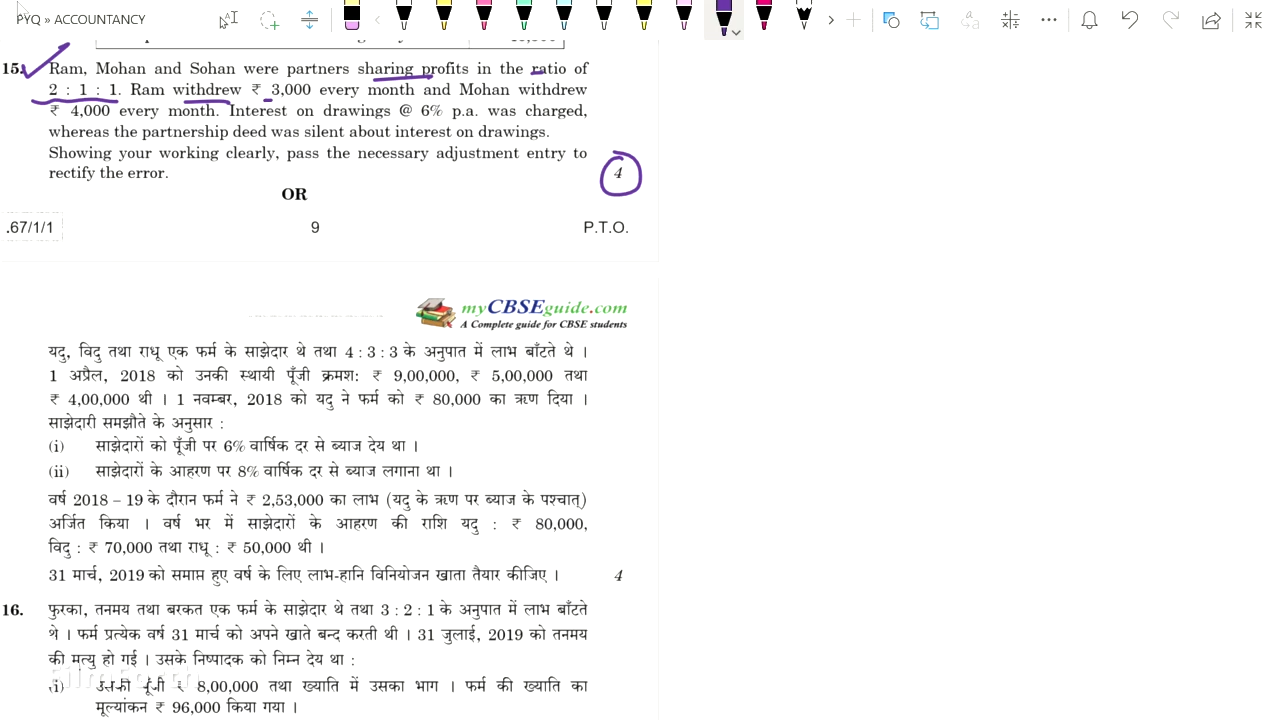 PYQ » ACCOUNTANCY
15. Ram, Mohan and Sohan were partners sharing profits in the ratio of
2 : 1 : 1. Ram withdrew ₹ 3,000 every month and Mohan withdrew
₹ 4,000 every month. Interest on drawings @ 6% p.a. was charged,
whereas the partnership deed was silent about interest on drawings.
Showing your working clearly, pass the necessary adjustment entry to
rectify the error. 4
OR
.67/1/1 9 P.T.O.
myCBSEguide.com
A Complete guide for CBSE students
यदु, विदु तथा राधू एक फर्म के साझेदार थे तथा 4 : 3 : 3 के अनुपात में लाभ बाँटते थे ।
1 अप्रैल, 2018 को उनकी स्थायी पूँजी क्रमश: ₹ 9,00,000, ₹ 5,00,000 तथा
₹ 4,00,000 थी । 1 नवम्बर, 2018 को यदु ने फर्म को ₹ 80,000 का ऋण दिया ।
साझेदारी समझौते के अनुसार :
(i) साझेदारों को पूँजी पर 6% वार्षिक दर से ब्याज देय था ।
(ii) साझेदारों के आहरण पर 8% वार्षिक दर से ब्याज लगाना था ।
वर्ष 2018 – 19 के दौरान फर्म ने ₹ 2,53,000 का लाभ (यदु के ऋण पर ब्याज के पश्चात्)
अर्जित किया । वर्ष भर में साझेदारों के आहरण की राशि यदु : ₹ 80,000,
विदु : ₹ 70,000 तथा राधू : ₹ 50,000 थी ।
31 मार्च, 2019 को समाप्त हुए वर्ष के लिए लाभ-हानि विनियोजन खाता तैयार कीजिए । 4
16. फुरका, तनमय तथा बरकत एक फर्म के साझेदार थे तथा 3 : 2 : 1 के अनुपात में लाभ बाँटते
थे । फर्म प्रत्येक वर्ष 31 मार्च को अपने खाते बन्द करती थी । 31 जुलाई, 2019 को तनमय
की मृत्यु हो गई । उसके निष्पादक को निम्न देय था :
(i) उसकी पूँजी ₹ 8,00,000 तथा ख्याति में उसका भाग । फर्म की ख्याति का
मूल्यांकन ₹ 96,000 किया गया ।